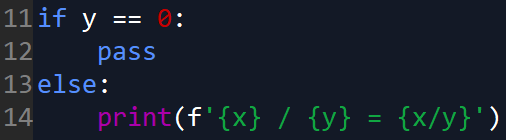 11 if y == 0:
12     pass
13 else:
14     print(f'{x} / {y} = {x/y}')